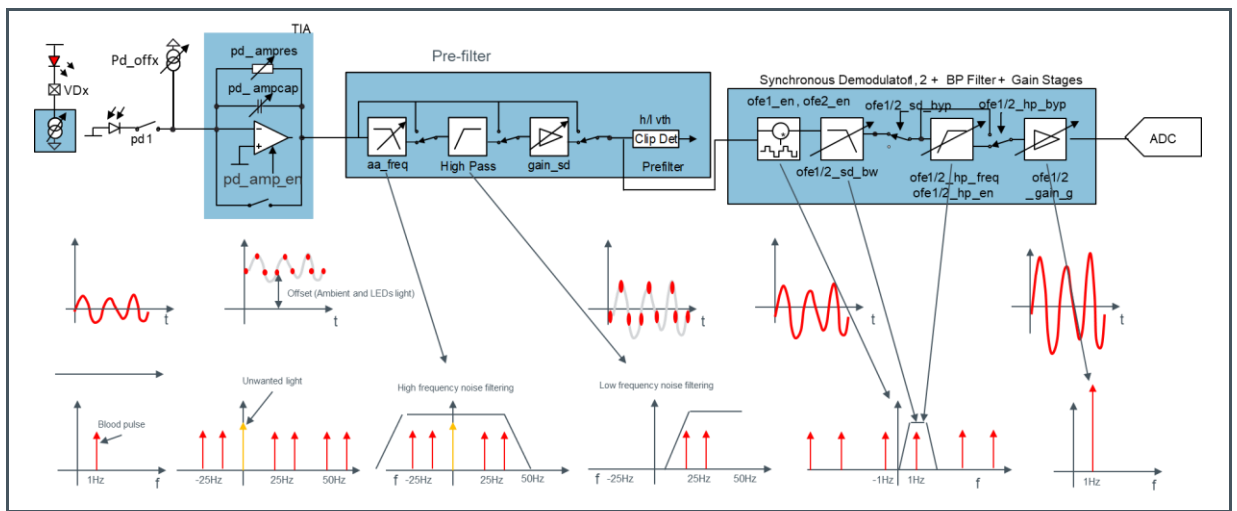 TIA
Pd_offx
pd_ampres
VDx
pd_ampcap
pd1
pd_amp_en
Pre-filter
h/l vth
Clip Det
aa_freq
High Pass
gain_sd
Prefilter
Synchronous Demodulator1, 2 + BP Filter + Gain Stages
ofe1_en, ofe2_en
ofe1/2_sd_byp
ofe1/2_hp_byp
ofe1/2_sd_bw
ofe1/2_hp_freq
ofe1/2_hp_en
ofe1/2
_gain_g
ADC
t
Offset (Ambient and LEDs light)
t
t
t
t
Blood pulse
1Hz
f
Unwanted light
-25Hz
25Hz
50Hz
High frequency noise filtering
f
-25Hz
25Hz
50Hz
Low frequency noise filtering
f
-25Hz
25Hz
50Hz
-1Hz
1Hz
f
1Hz
f